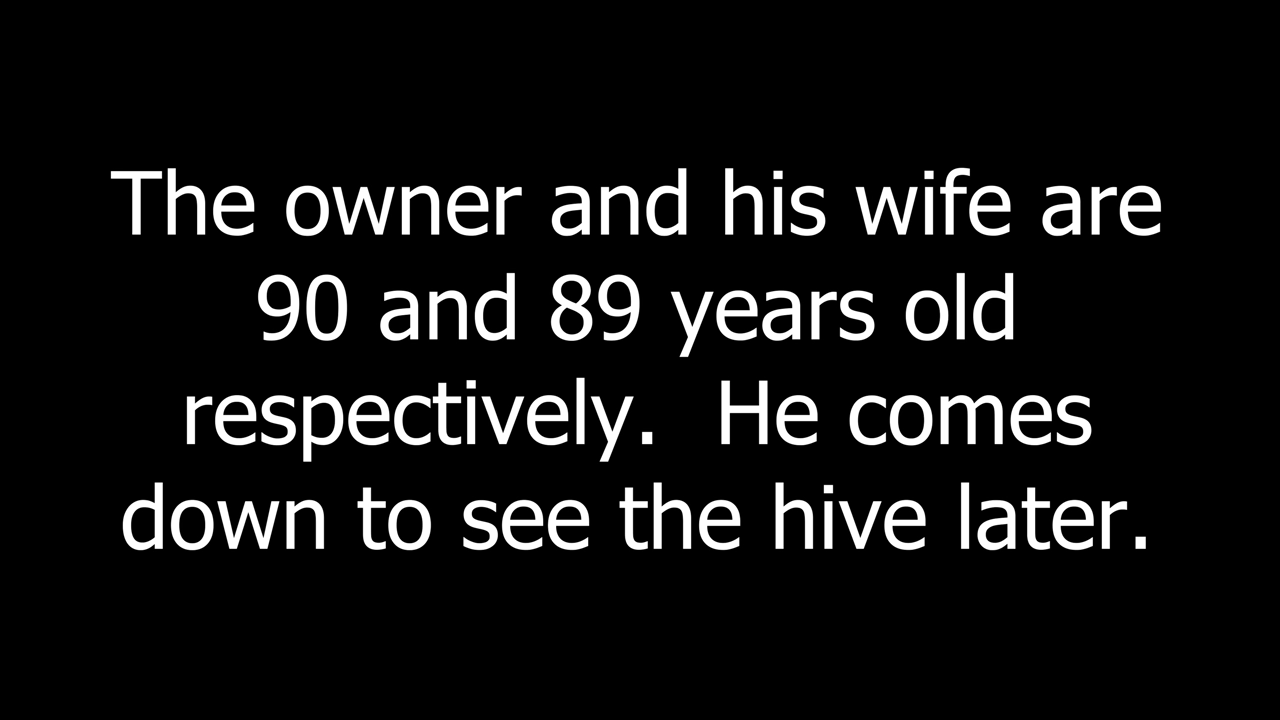 The owner and his wife are
90 and 89 years old
respectively.  He comes
down to see the hive later.